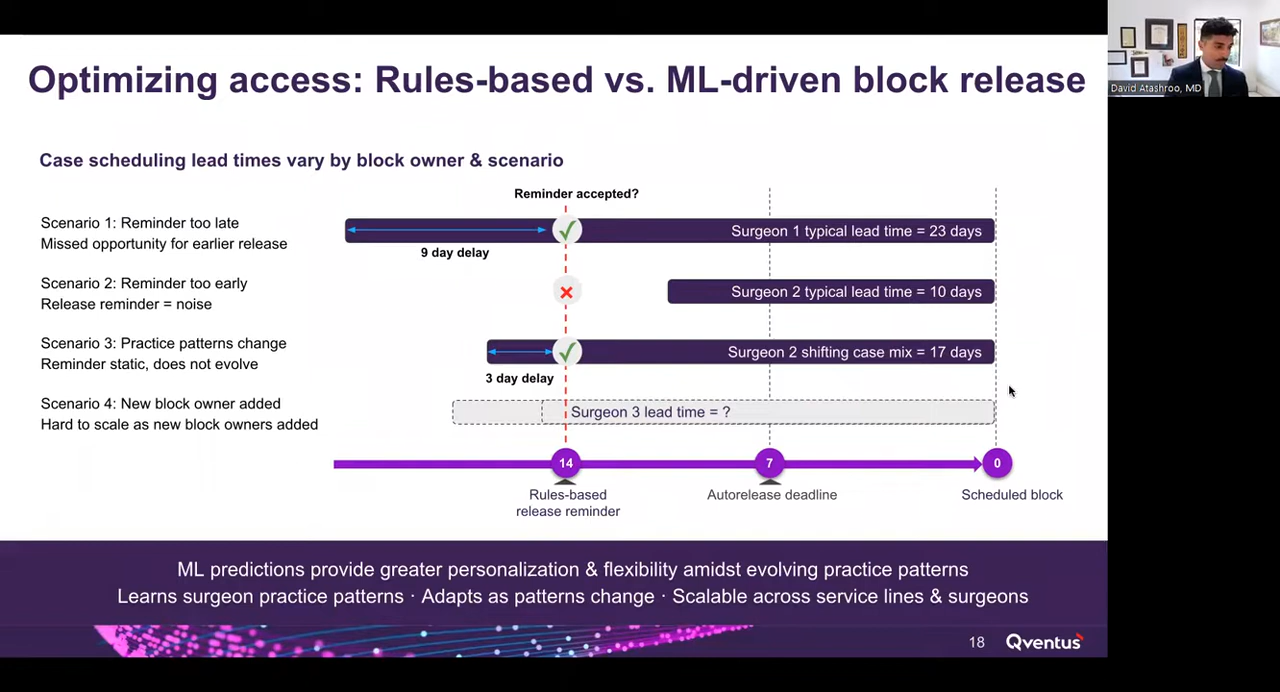 Optimizing access: Rules-based vs. ML-driven block release
David Atashroo, MD
Case scheduling lead times vary by block owner & scenario
Reminder accepted?
Scenario 1: Reminder too late
Missed opportunity for earlier release
Surgeon 1 typical lead time = 23 days
9 day delay
Scenario 2: Reminder too early
Release reminder = noise
Surgeon 2 typical lead time = 10 days
Scenario 3: Practice patterns change
Reminder static, does not evolve
Surgeon 2 shifting case mix = 17 days
3 day delay
Scenario 4: New block owner added
Hard to scale as new block owners added
Surgeon 3 lead time = ?
14
7
0
Rules-based
release reminder
Autorelease deadline
Scheduled block
ML predictions provide greater personalization & flexibility amidst evolving practice patterns
Learns surgeon practice patterns · Adapts as patterns change · Scalable across service lines & surgeons
18
Qventus